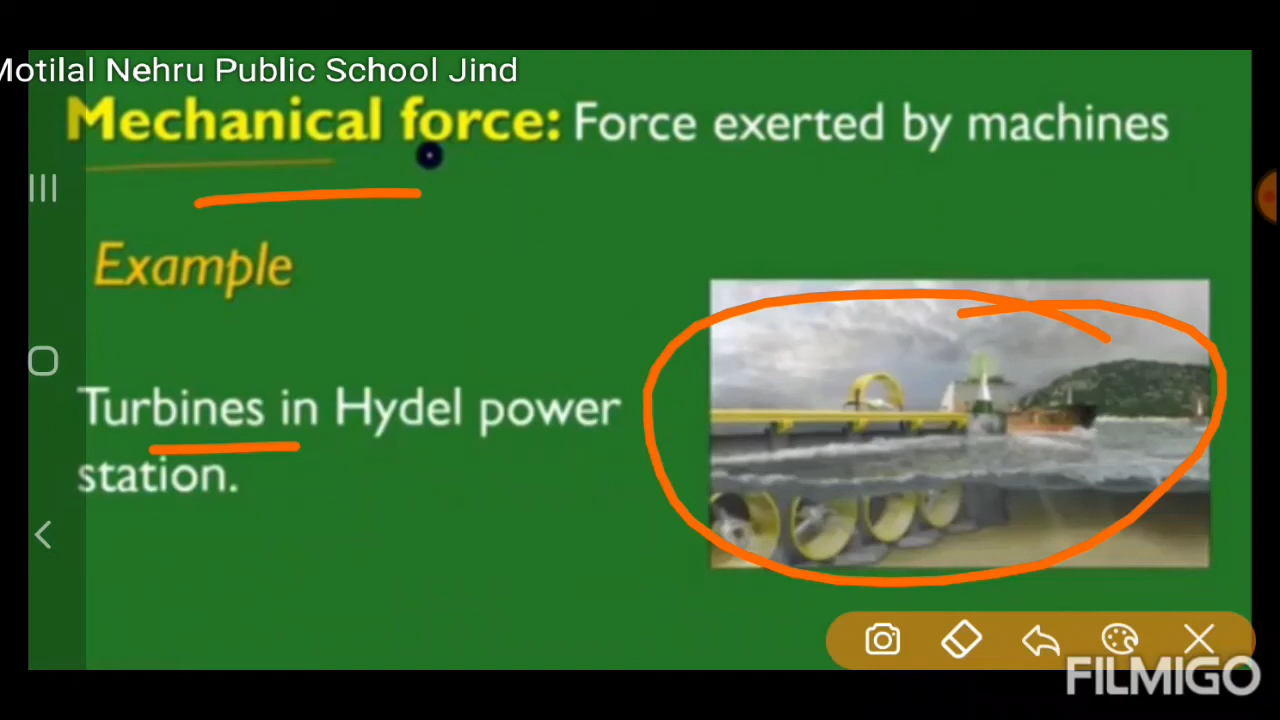 Motilal Nehru Public School Jind
Mechanical force: Force exerted by machines
Example
Turbines in Hydel power
station.
FILMIGO